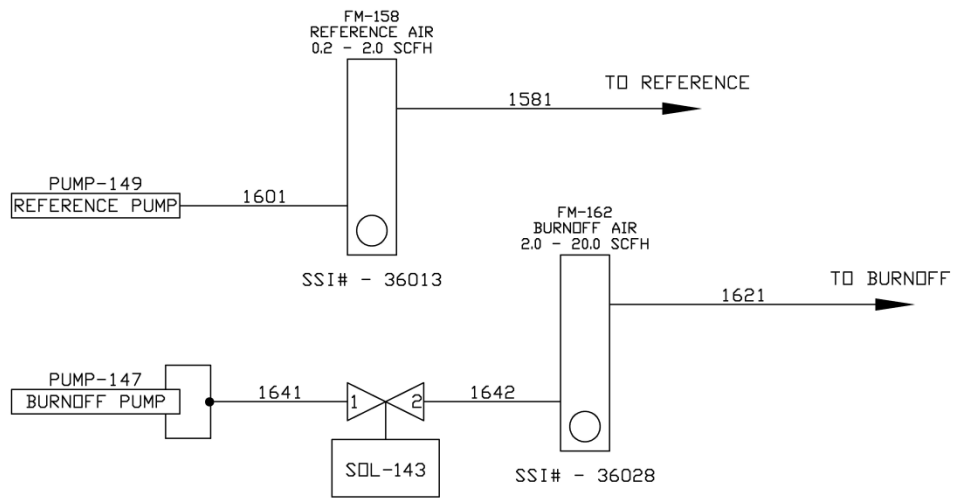 FM-158
REFERENCE AIR
0.2 - 2.0 SCFH
TO REFERENCE
1581
PUMP-149
REFERENCE PUMP
1601
SSI# - 36013
FM-162
BURNOFF AIR
2.0 - 20.0 SCFH
TO BURNOFF
1621
PUMP-147
BURNOFF PUMP
1641
1 2
1642
SOL-143
SSI# - 36028